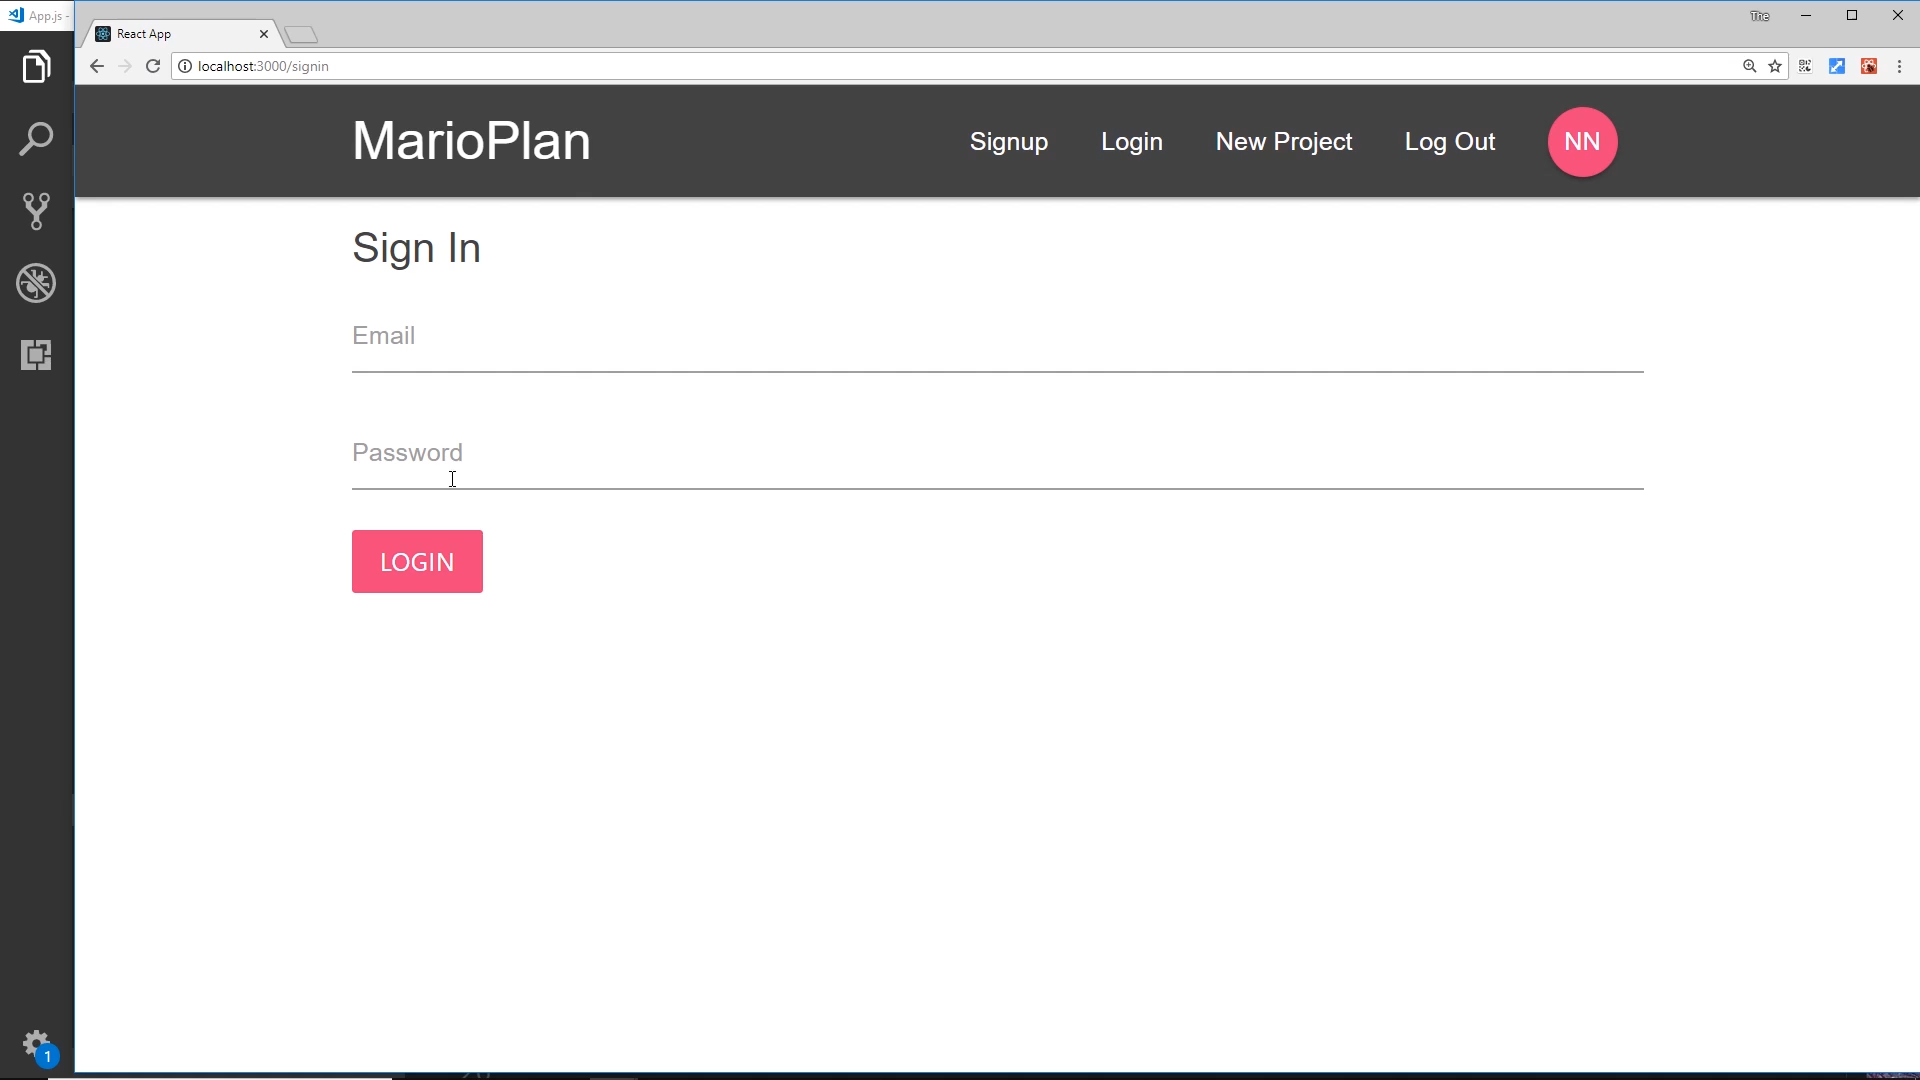 App.js -
React App
The
localhost:3000/signin
MarioPlan
Signup Login New Project Log Out NN
Sign In
Email
Password
LOGIN
1